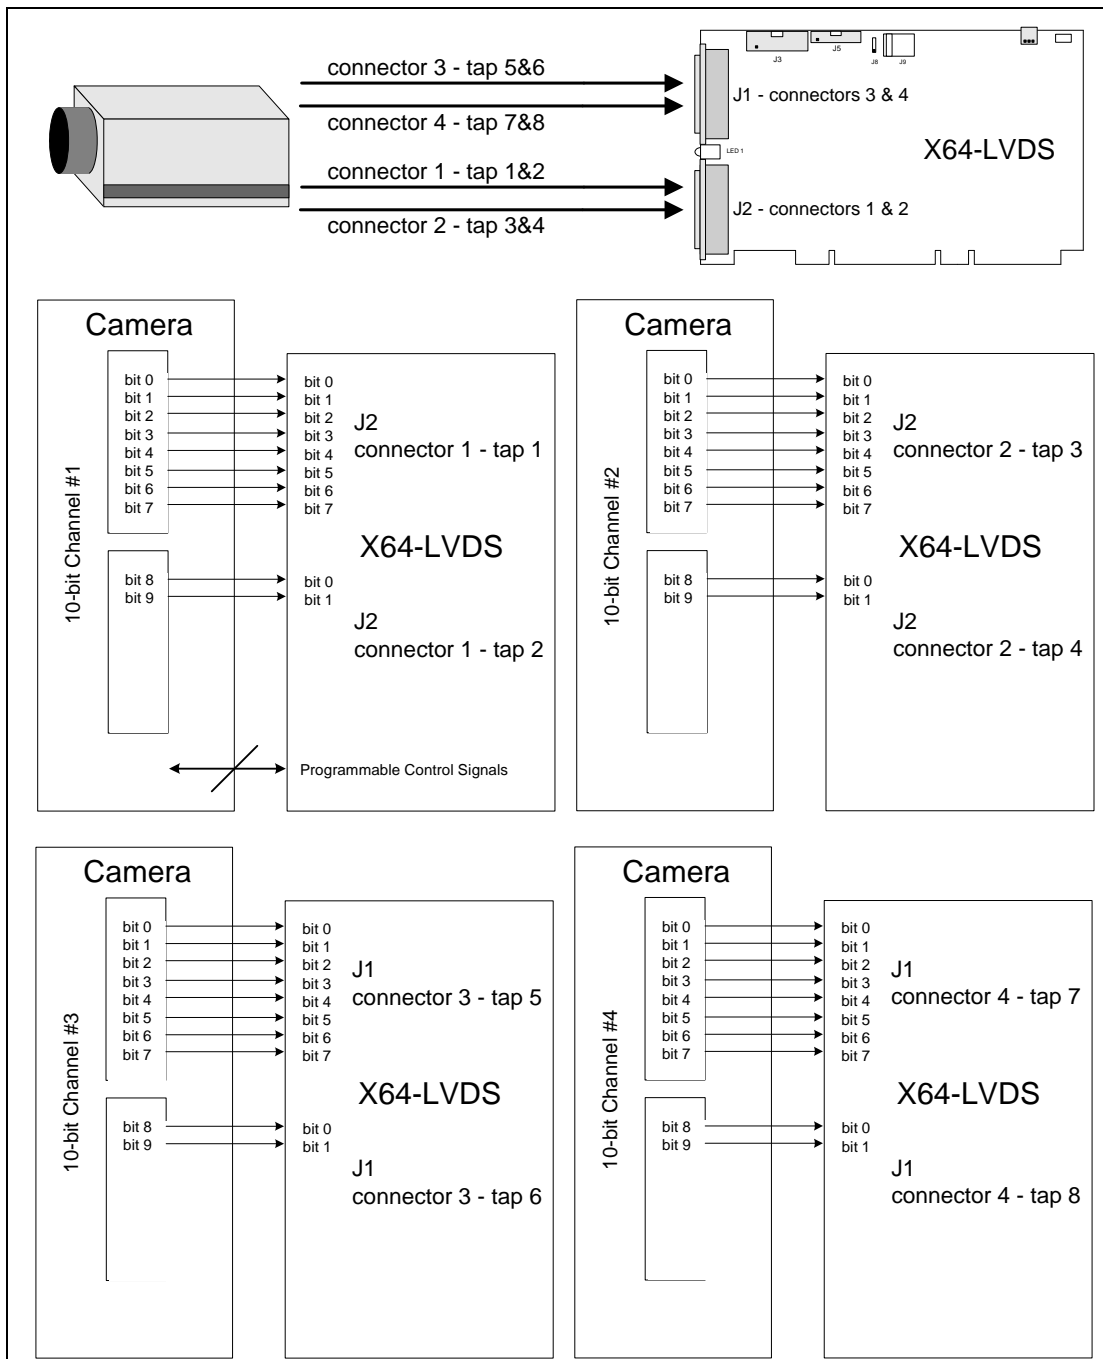 connector 3 - tap 5&6
connector 4 - tap 7&8
connector 1 - tap 1&2
connector 2 - tap 3&4
J3
J5
J8
J9
J1 - connectors 3 & 4
LED 1
X64-LVDS
J2 - connectors 1 & 2
Camera
10-bit Channel #1
bit 0
bit 1
bit 2
bit 3
bit 4
bit 5
bit 6
bit 7
bit 8
bit 9
bit 0
bit 1
bit 2
bit 3
bit 4
bit 5
bit 6
bit 7
J2
connector 1 - tap 1
X64-LVDS
bit 0
bit 1
J2
connector 1 - tap 2
Programmable Control Signals
Camera
10-bit Channel #2
bit 0
bit 1
bit 2
bit 3
bit 4
bit 5
bit 6
bit 7
bit 8
bit 9
bit 0
bit 1
bit 2
bit 3
bit 4
bit 5
bit 6
bit 7
J2
connector 2 - tap 3
X64-LVDS
bit 0
bit 1
J2
connector 2 - tap 4
Camera
10-bit Channel #3
bit 0
bit 1
bit 2
bit 3
bit 4
bit 5
bit 6
bit 7
bit 8
bit 9
bit 0
bit 1
bit 2
bit 3
bit 4
bit 5
bit 6
bit 7
J1
connector 3 - tap 5
X64-LVDS
bit 0
bit 1
J1
connector 3 - tap 6
Camera
10-bit Channel #4
bit 0
bit 1
bit 2
bit 3
bit 4
bit 5
bit 6
bit 7
bit 8
bit 9
bit 0
bit 1
bit 2
bit 3
bit 4
bit 5
bit 6
bit 7
J1
connector 4 - tap 7
X64-LVDS
bit 0
bit 1
J1
connector 4 - tap 8